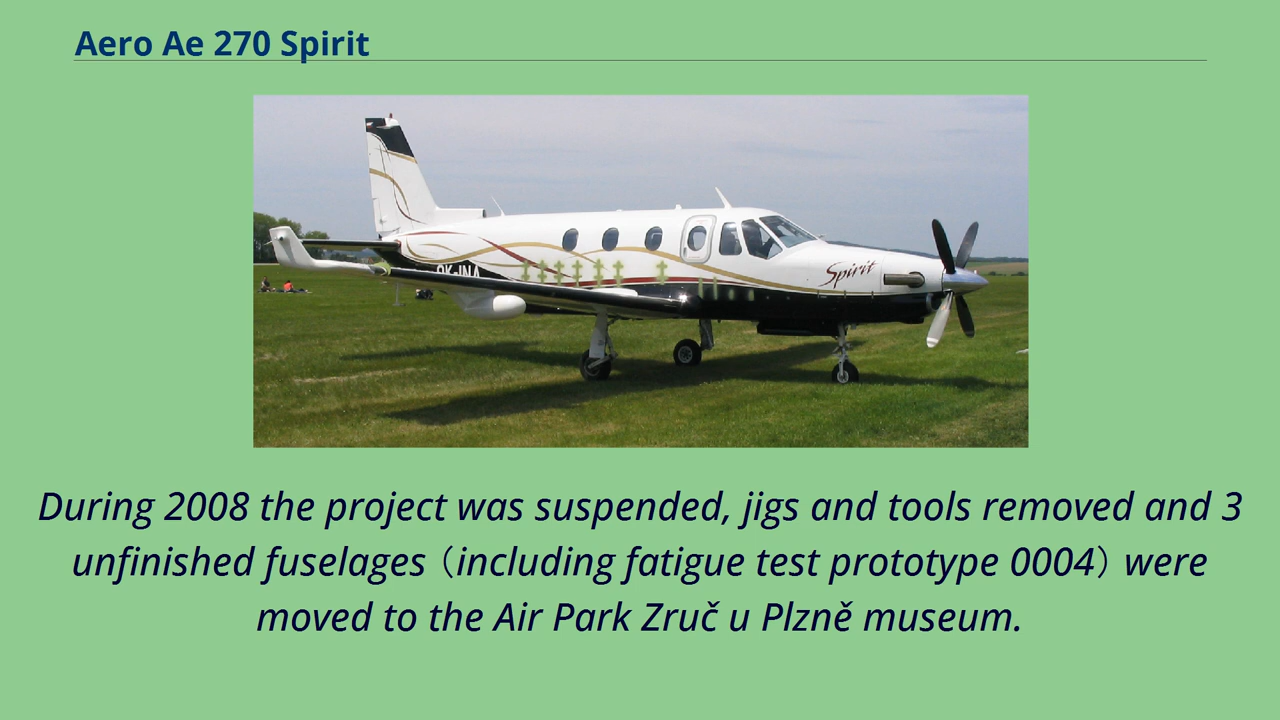 Aero Ae 270 Spirit
Spirit
During 2008 the project was suspended, jigs and tools removed and 3
unfinished fuselages（including fatigue test prototype 0004）were
moved to the Air Park Zruč u Plzně museum.